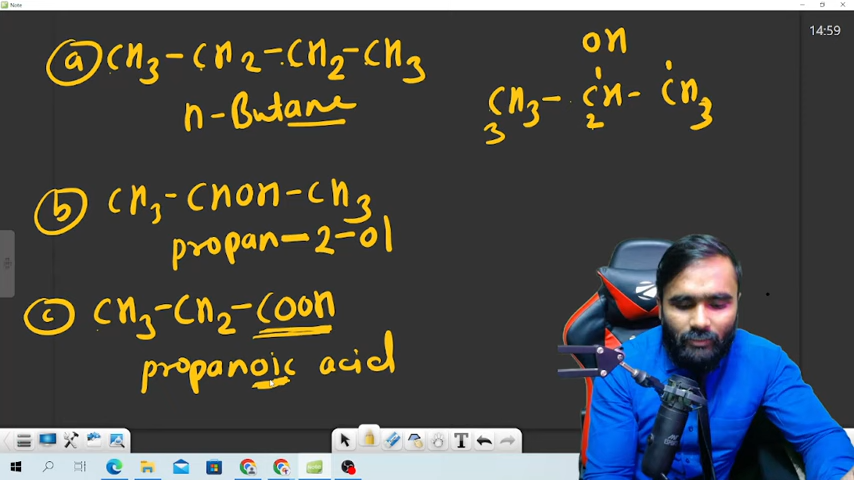 Note
14:59
(a) CH3 - CH2 - CH2 - CH3
n - Butane
OH
CH3 - CH - CH3
3 2 1
(b) CH3 - CHOH - CH3
propan - 2 - ol
(c) CH3 - CH2 - COOH
propanoic acid
T